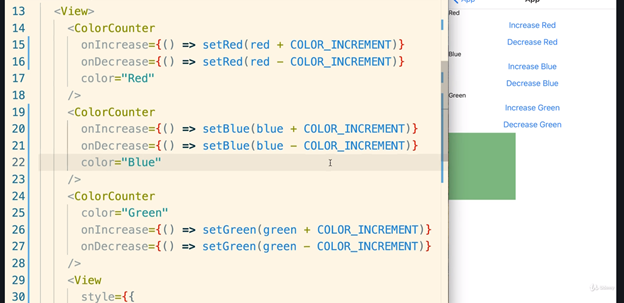 13 <View>
14 <ColorCounter
15 onIncrease={() => setRed(red + COLOR_INCREMENT)}
16 onDecrease={() => setRed(red - COLOR_INCREMENT)}
17 color="Red"
18 />
19 <ColorCounter
20 onIncrease={() => setBlue(blue + COLOR_INCREMENT)}
21 onDecrease={() => setBlue(blue - COLOR_INCREMENT)}
22 color="Blue"
23 />
24 <ColorCounter
25 color="Green"
26 onIncrease={() => setGreen(green + COLOR_INCREMENT)}
27 onDecrease={() => setGreen(green - COLOR_INCREMENT)}
28 />
29 <View
30 style={{
App App
Red
Increase Red
Decrease Red
Blue
Increase Blue
Decrease Blue
Green
Increase Green
Decrease Green